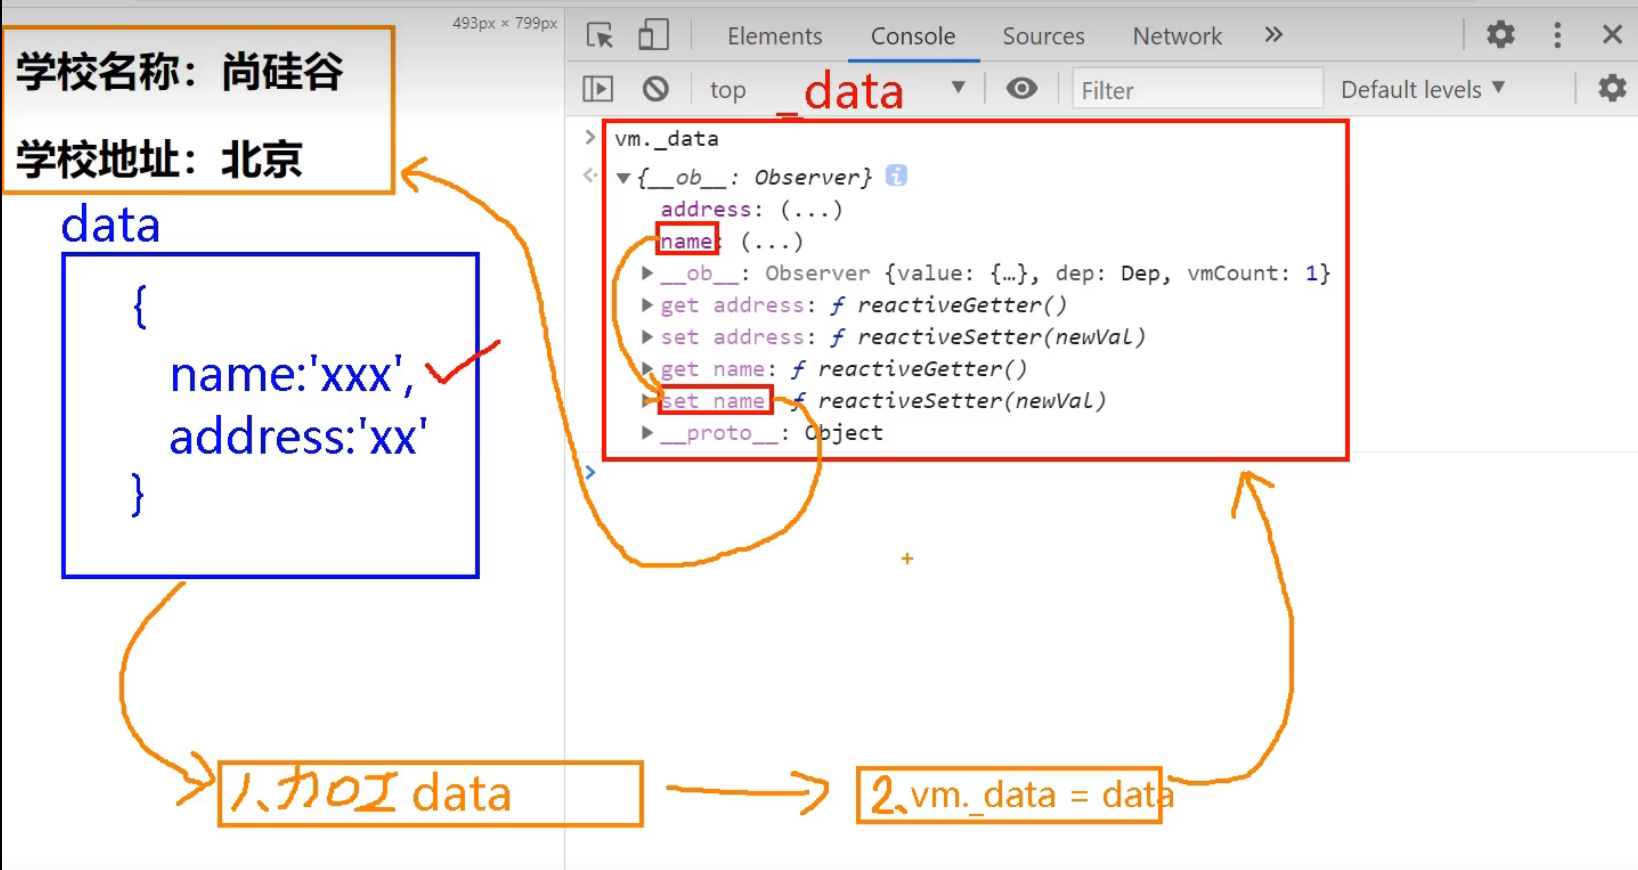 493px × 799px
Elements Console Sources Network »
top Filter Default levels ▼
_data
学校名称：尚硅谷
学校地址：北京
data
{
name:'xxx',
address:'xx'
}
> vm._data
▼{__ob__: Observer} i
address: (...)
name: (...)
▶ __ob__: Observer {value: {…}, dep: Dep, vmCount: 1}
▶ get address: ƒ reactiveGetter()
▶ set address: ƒ reactiveSetter(newVal)
▶ get name: ƒ reactiveGetter()
▶ set name: ƒ reactiveSetter(newVal)
▶ __proto__: Object
>
1、加工 data
2、vm._data = data